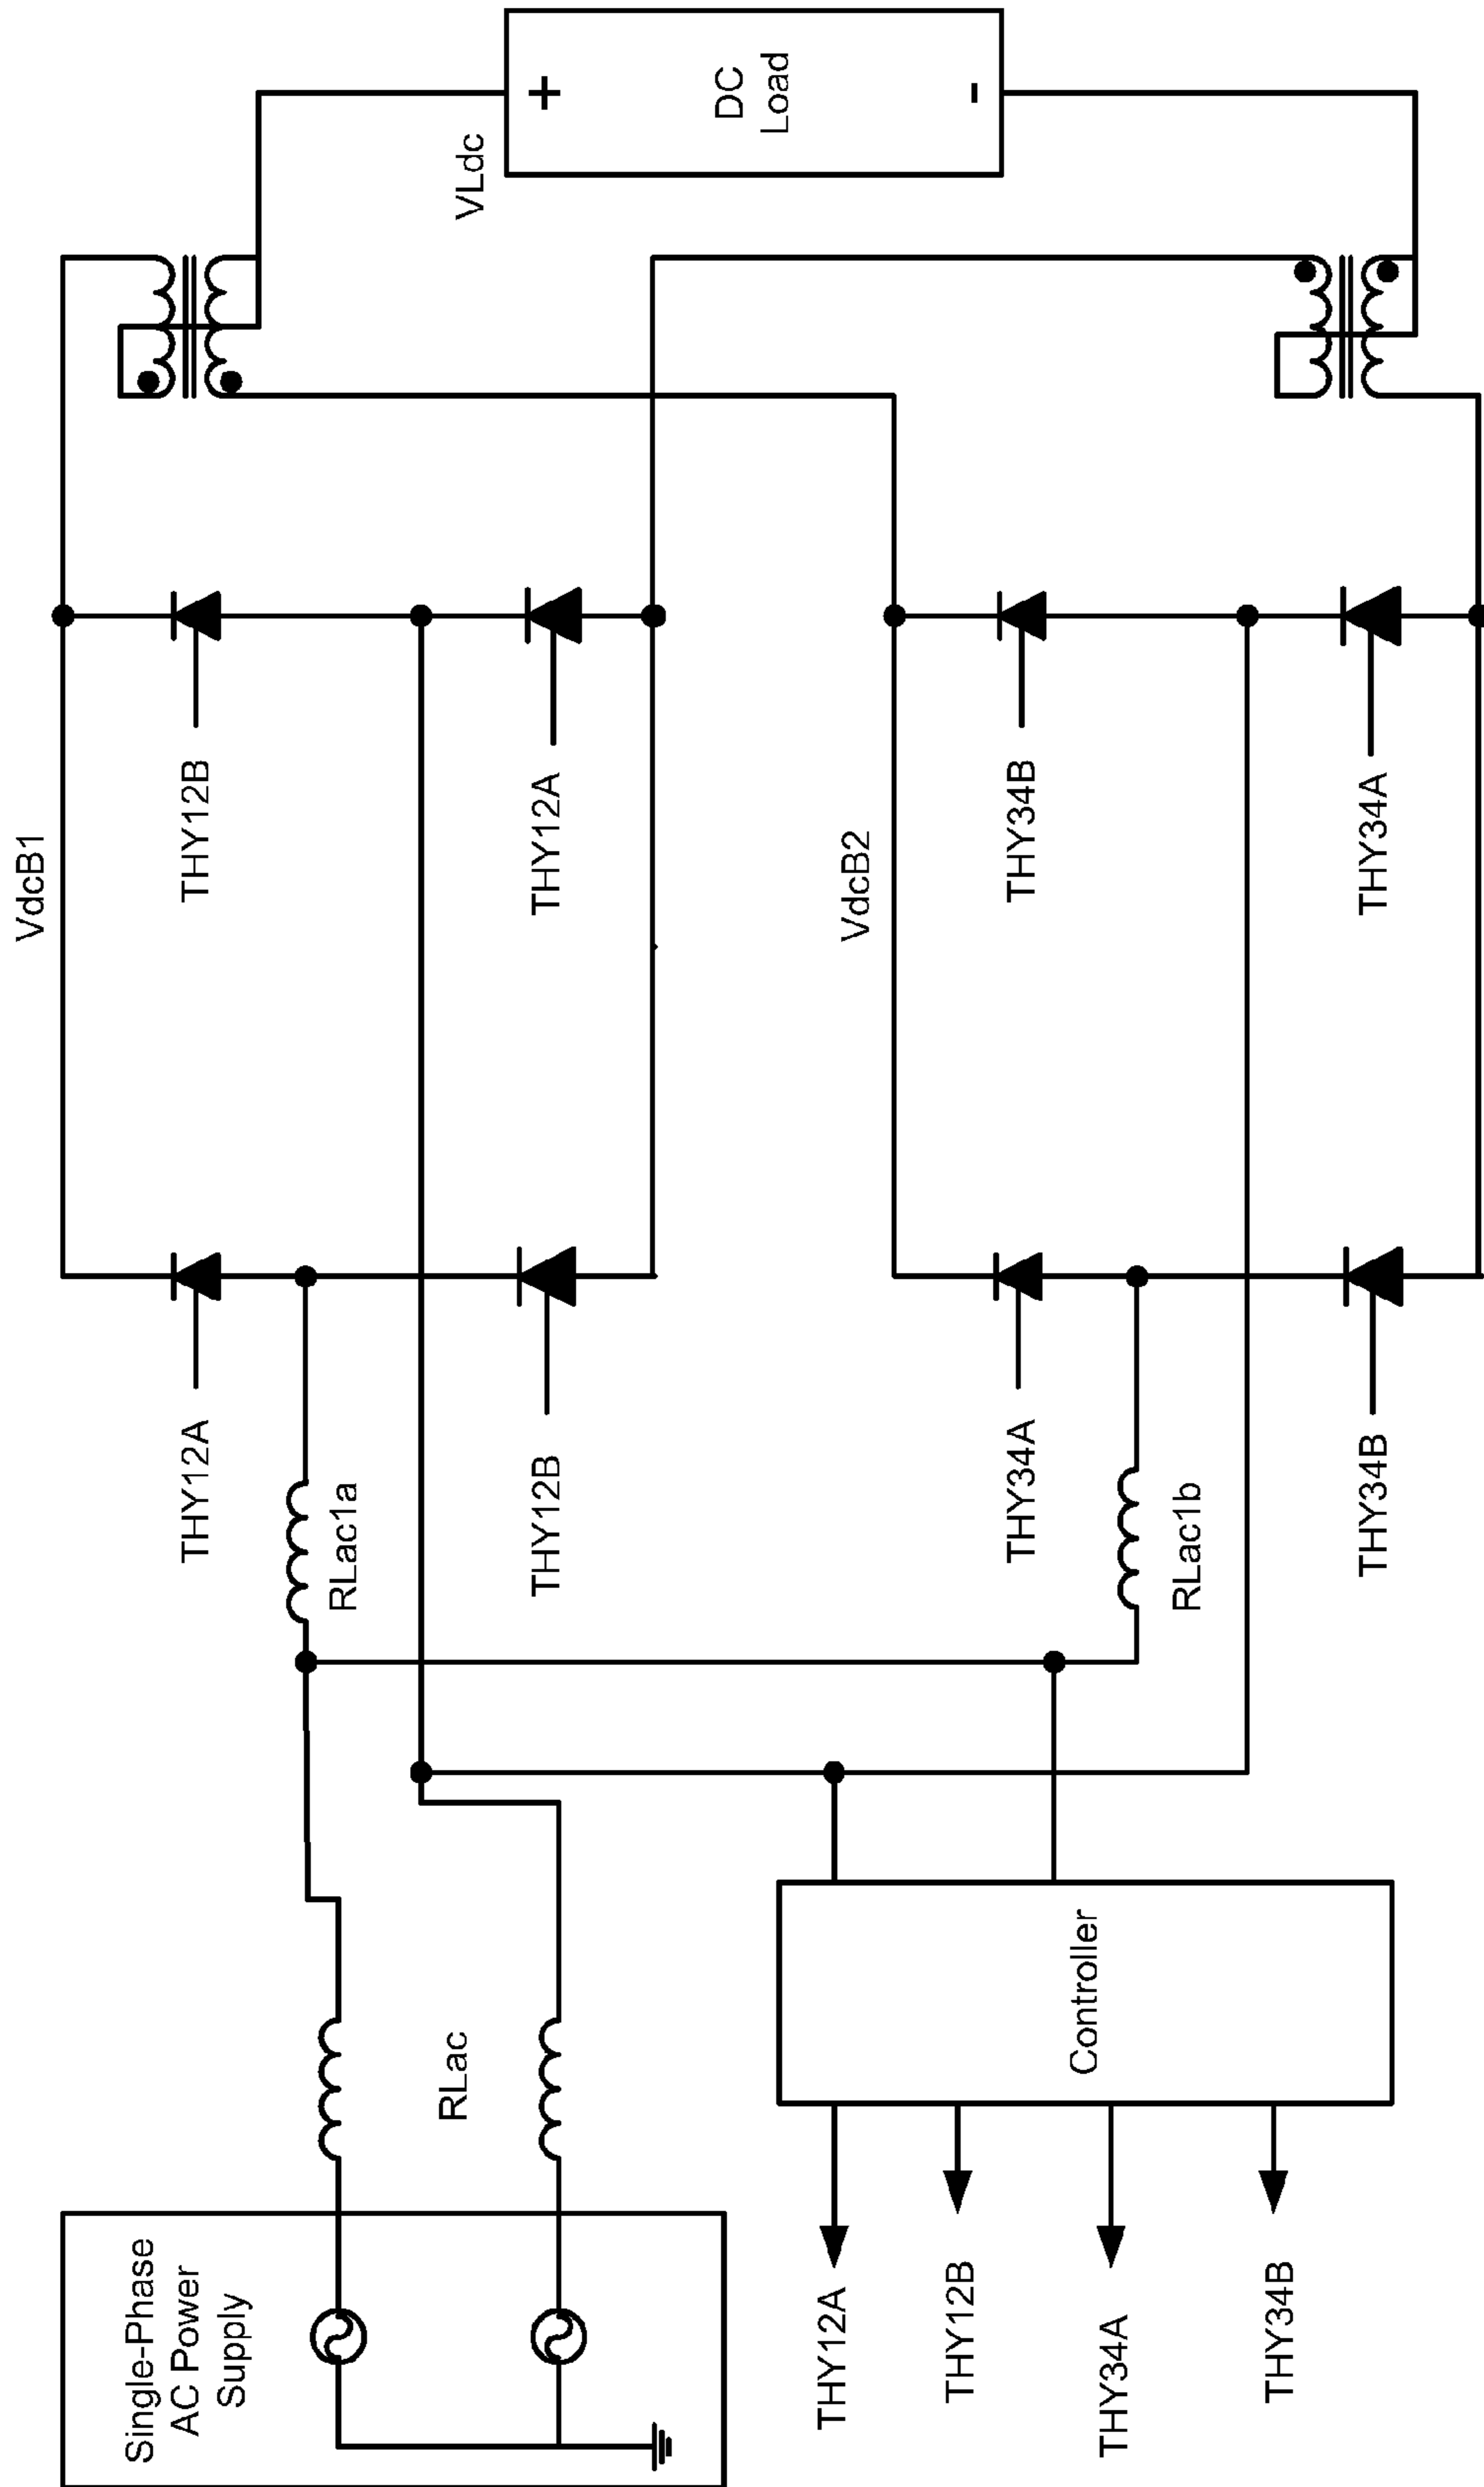 VdcB1
Single-Phase
AC Power
Supply
THY12A
THY12B
RLac1a
RLac
VLdc
+
THY12B
THY12A
DC
Load
-
THY12A
VdcB2
THY12B
THY34A
THY34B
Controller
THY34A
RLac1b
THY34B
THY34B
THY34A